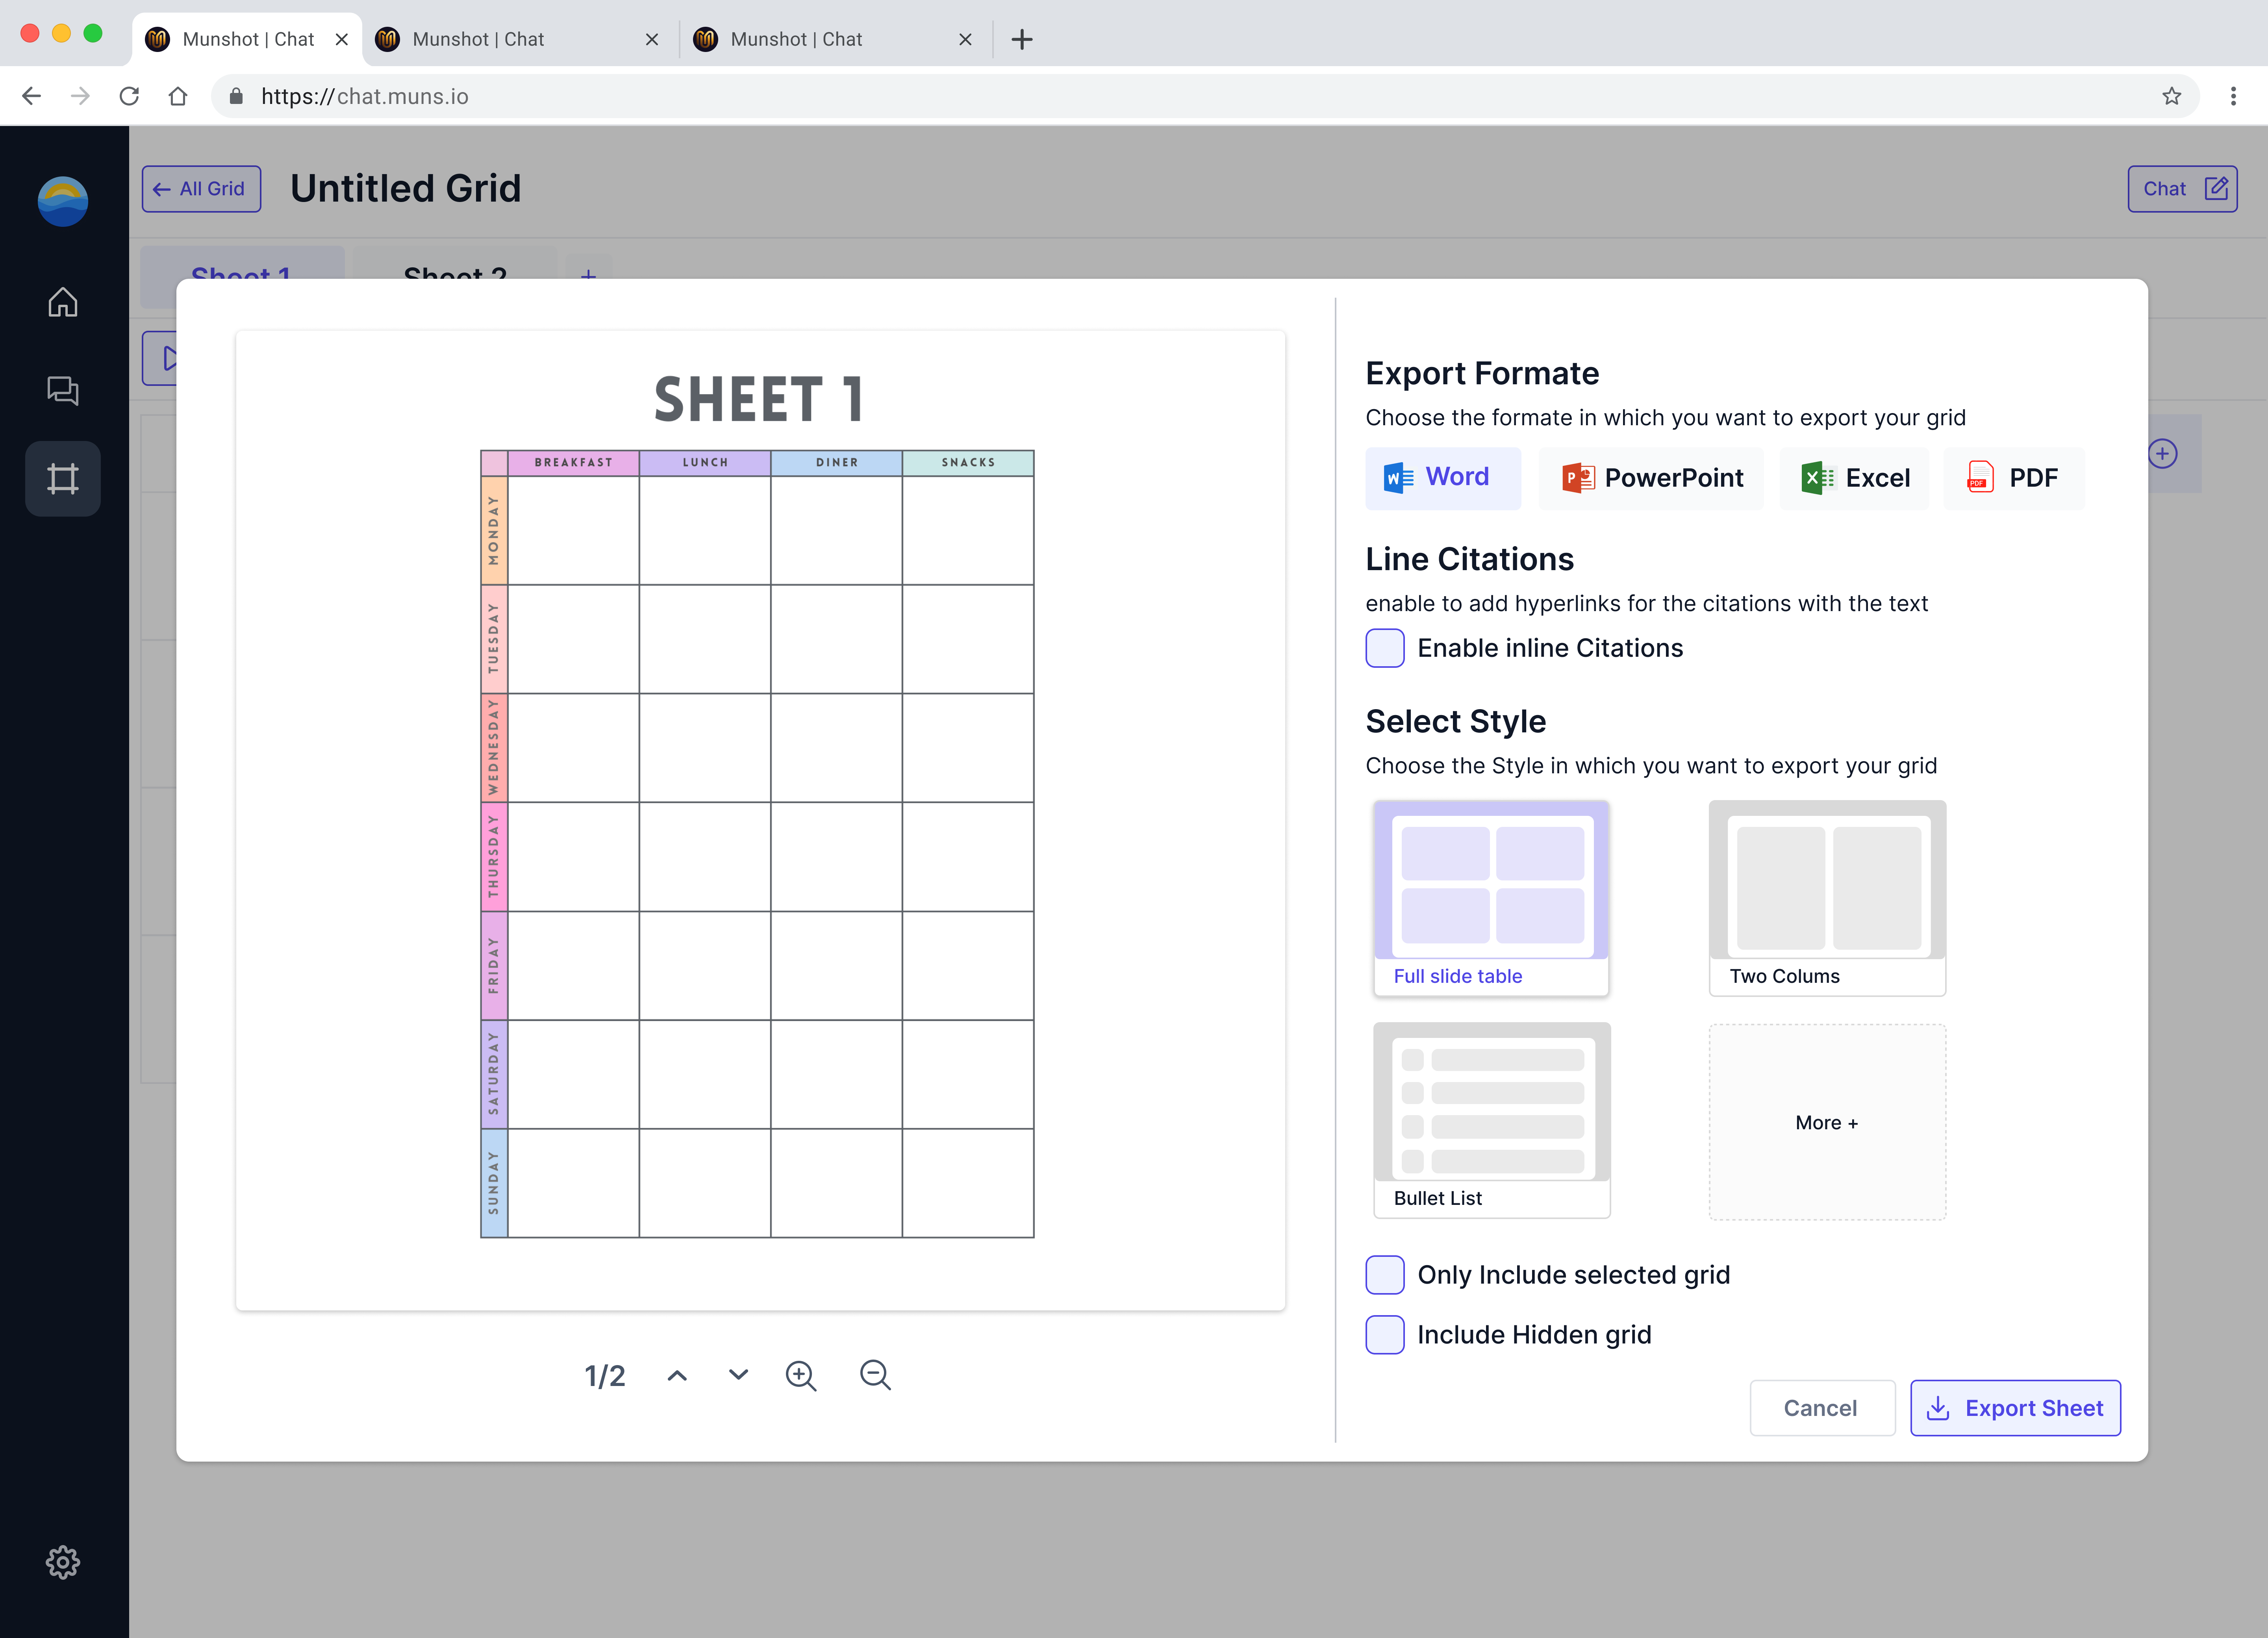 Munshot | Chat
Munshot | Chat
Munshot | Chat
https://chat.muns.io
All Grid
Untitled Grid
Chat
Sheet 1
Sheet 2
SHEET 1
BREAKFAST
LUNCH
DINER
SNACKS
MONDAY
TUESDAY
WEDNESDAY
THURSDAY
FRIDAY
SATURDAY
SUNDAY
1/2
Export Formate
Choose the formate in which you want to export your grid
W Word
P PowerPoint
X Excel
PDF PDF
Line Citations
enable to add hyperlinks for the citations with the text
Enable inline Citations
Select Style
Choose the Style in which you want to export your grid
Full slide table
Two Colums
Bullet List
More +
Only Include selected grid
Include Hidden grid
Cancel
Export Sheet